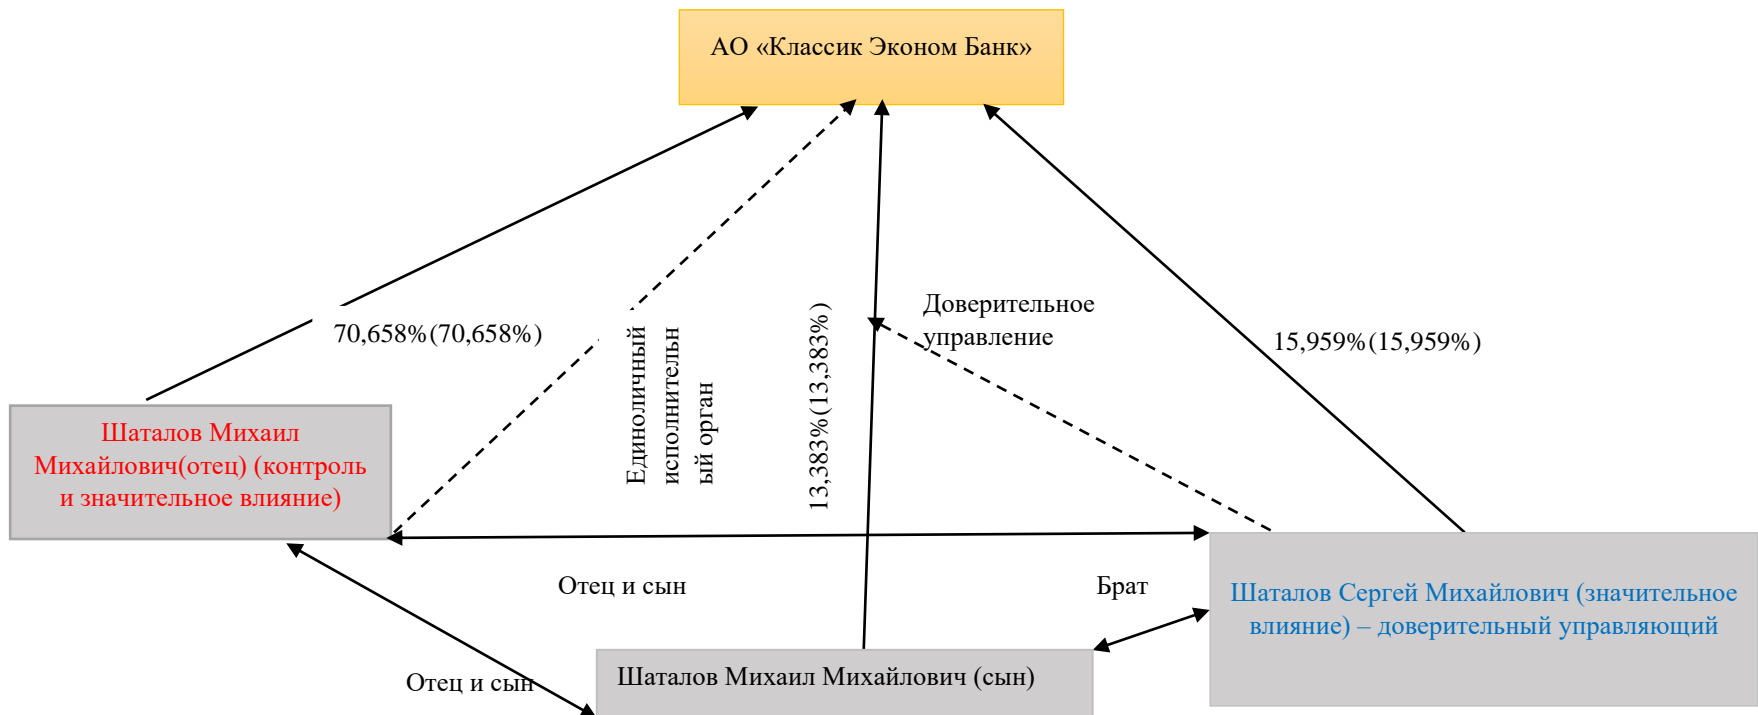 АО «Классик Эконом Банк»
70,658%(70,658%)
Единоличный
исполнительн
ый орган
13,383%(13,383%)
Доверительное
управление
15,959%(15,959%)
Шаталов Михаил
Михайлович(отец) (контроль
и значительное влияние)
Отец и сын
Брат
Шаталов Сергей Михайлович (значительное
влияние) – доверительный управляющий
Отец и сын
Шаталов Михаил Михайлович (сын)